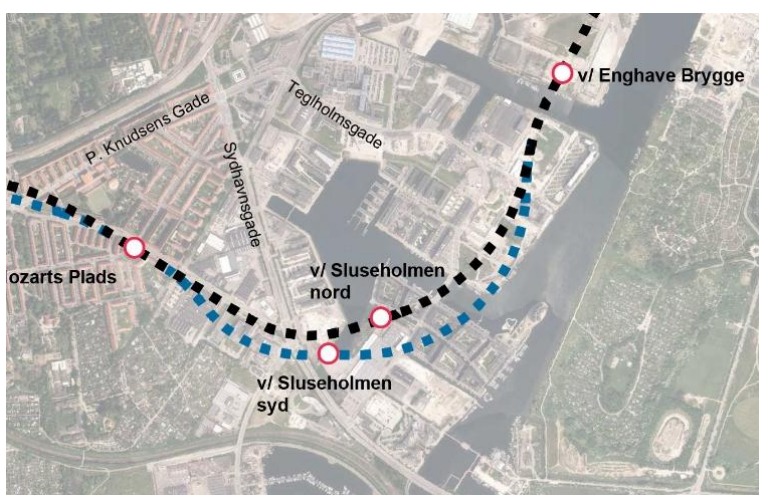 v/ Enghave Brygge
Teglholmsgade
P. Knudsens Gade
Sydhavnsgade
ozarts Plads
v/ Sluseholmen
nord
v/ Sluseholmen
syd